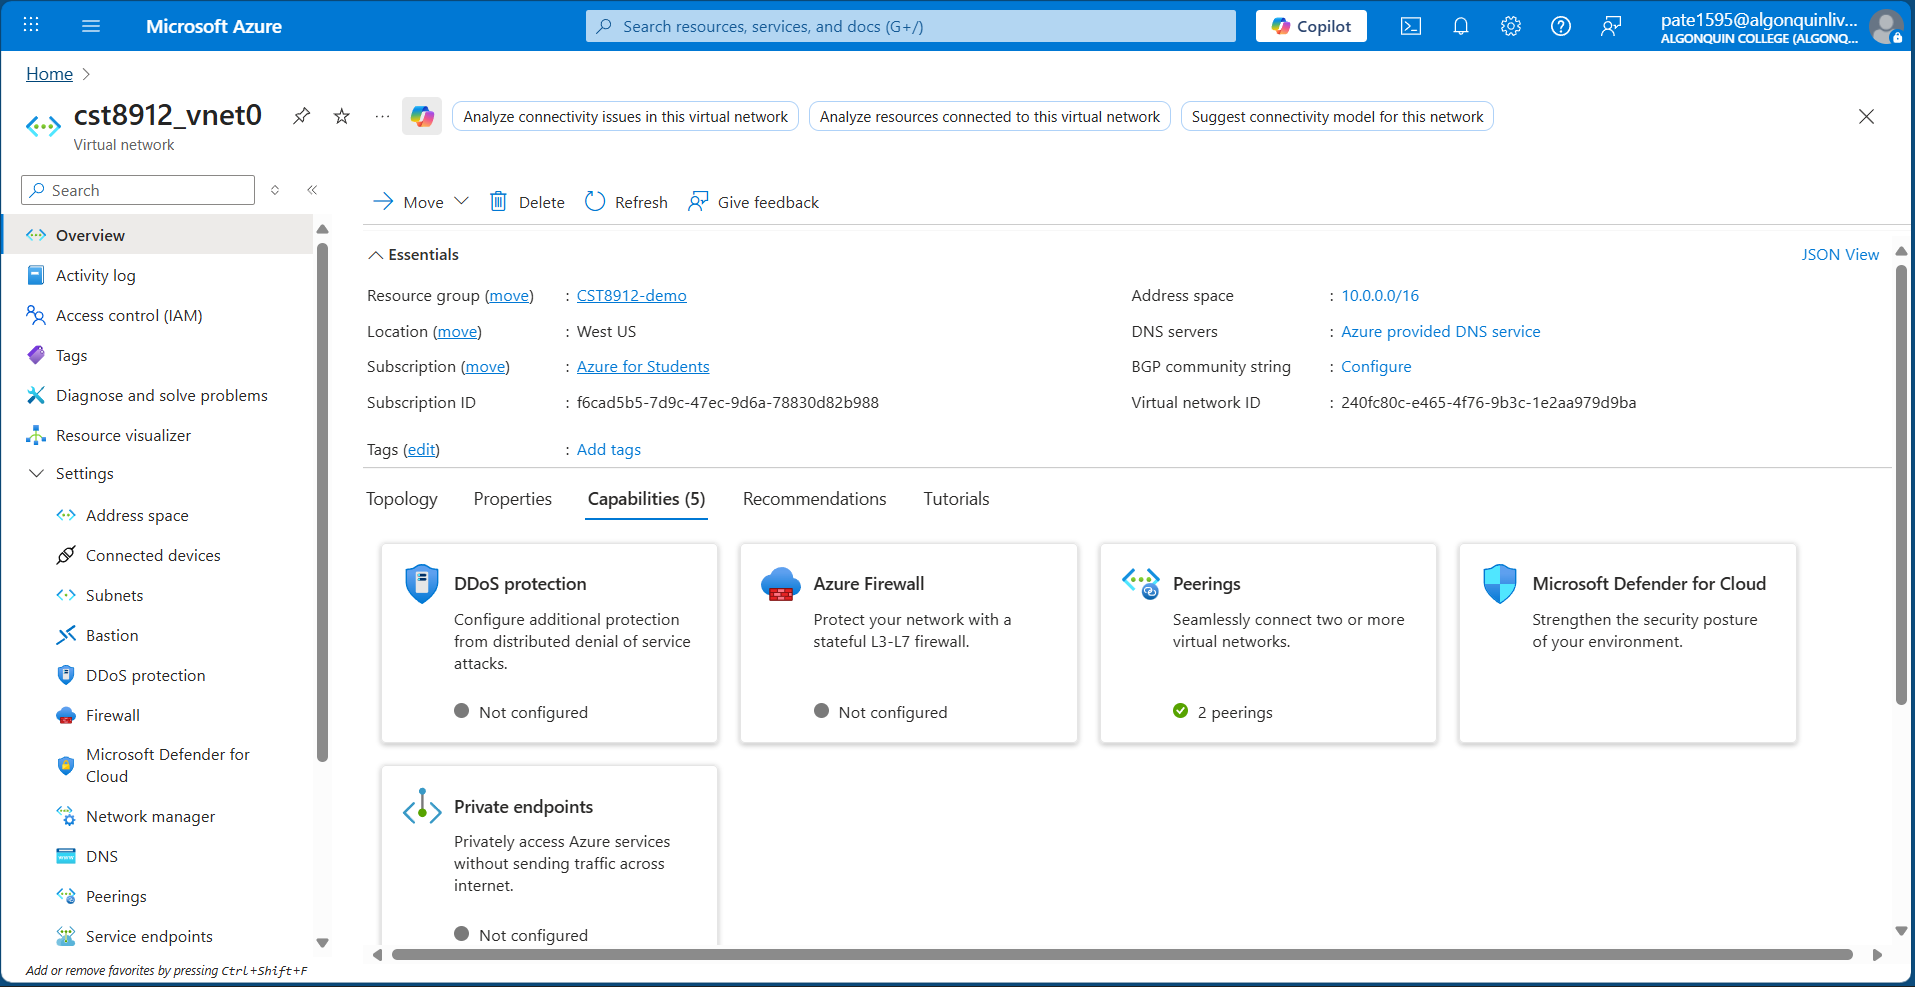 Microsoft Azure
Search resources, services, and docs (G+/)
Copilot
pate1595@algonquinliv...
ALGONQUIN COLLEGE (ALGONQ...
Home
cst8912_vnet0
Virtual network
Analyze connectivity issues in this virtual network
Analyze resources connected to this virtual network
Suggest connectivity model for this network
Search
Overview
Activity log
Access control (IAM)
Tags
Diagnose and solve problems
Resource visualizer
Settings
Address space
Connected devices
Subnets
Bastion
DDoS protection
Firewall
Microsoft Defender for
Cloud
Network manager
DNS
Peerings
Service endpoints
Add or remove favorites by pressing Ctrl+Shift+F
Move
Delete
Refresh
Give feedback
Essentials
JSON View
Resource group (move) : CST8912-demo
Location (move) : West US
Subscription (move) : Azure for Students
Subscription ID : f6cad5b5-7d9c-47ec-9d6a-78830d82b988
Tags (edit) : Add tags
Address space : 10.0.0.0/16
DNS servers : Azure provided DNS service
BGP community string : Configure
Virtual network ID : 240fc80c-e465-4f76-9b3c-1e2aa979d9ba
Topology
Properties
Capabilities (5)
Recommendations
Tutorials
DDoS protection
Configure additional protection
from distributed denial of service
attacks.
Not configured
Azure Firewall
Protect your network with a
stateful L3-L7 firewall.
Not configured
Peerings
Seamlessly connect two or more
virtual networks.
2 peerings
Microsoft Defender for Cloud
Strengthen the security posture
of your environment.
Private endpoints
Privately access Azure services
without sending traffic across
internet.
Not configured